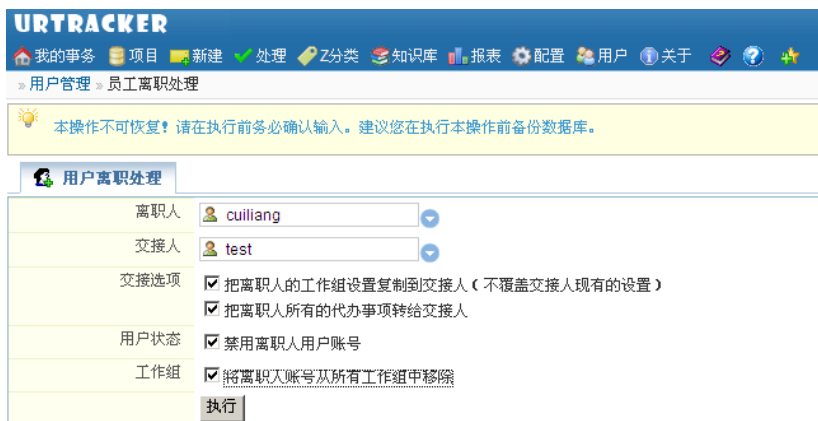 URTRACKER
我的事务 项目 新建 处理 Z分类 知识库 报表 配置 用户 关于
» 用户管理 » 员工离职处理
本操作不可恢复! 请在执行前务必确认输入。建议您在执行本操作前备份数据库。
用户离职处理
离职人 cuiliang
交接人 test
交接选项 把离职人的工作组设置复制到交接人 ( 不覆盖交接人现有的设置 )
把离职人所有的代办事项转给交接人
用户状态 禁用离职人用户账号
工作组 将离职人账号从所有工作组中移除
执行